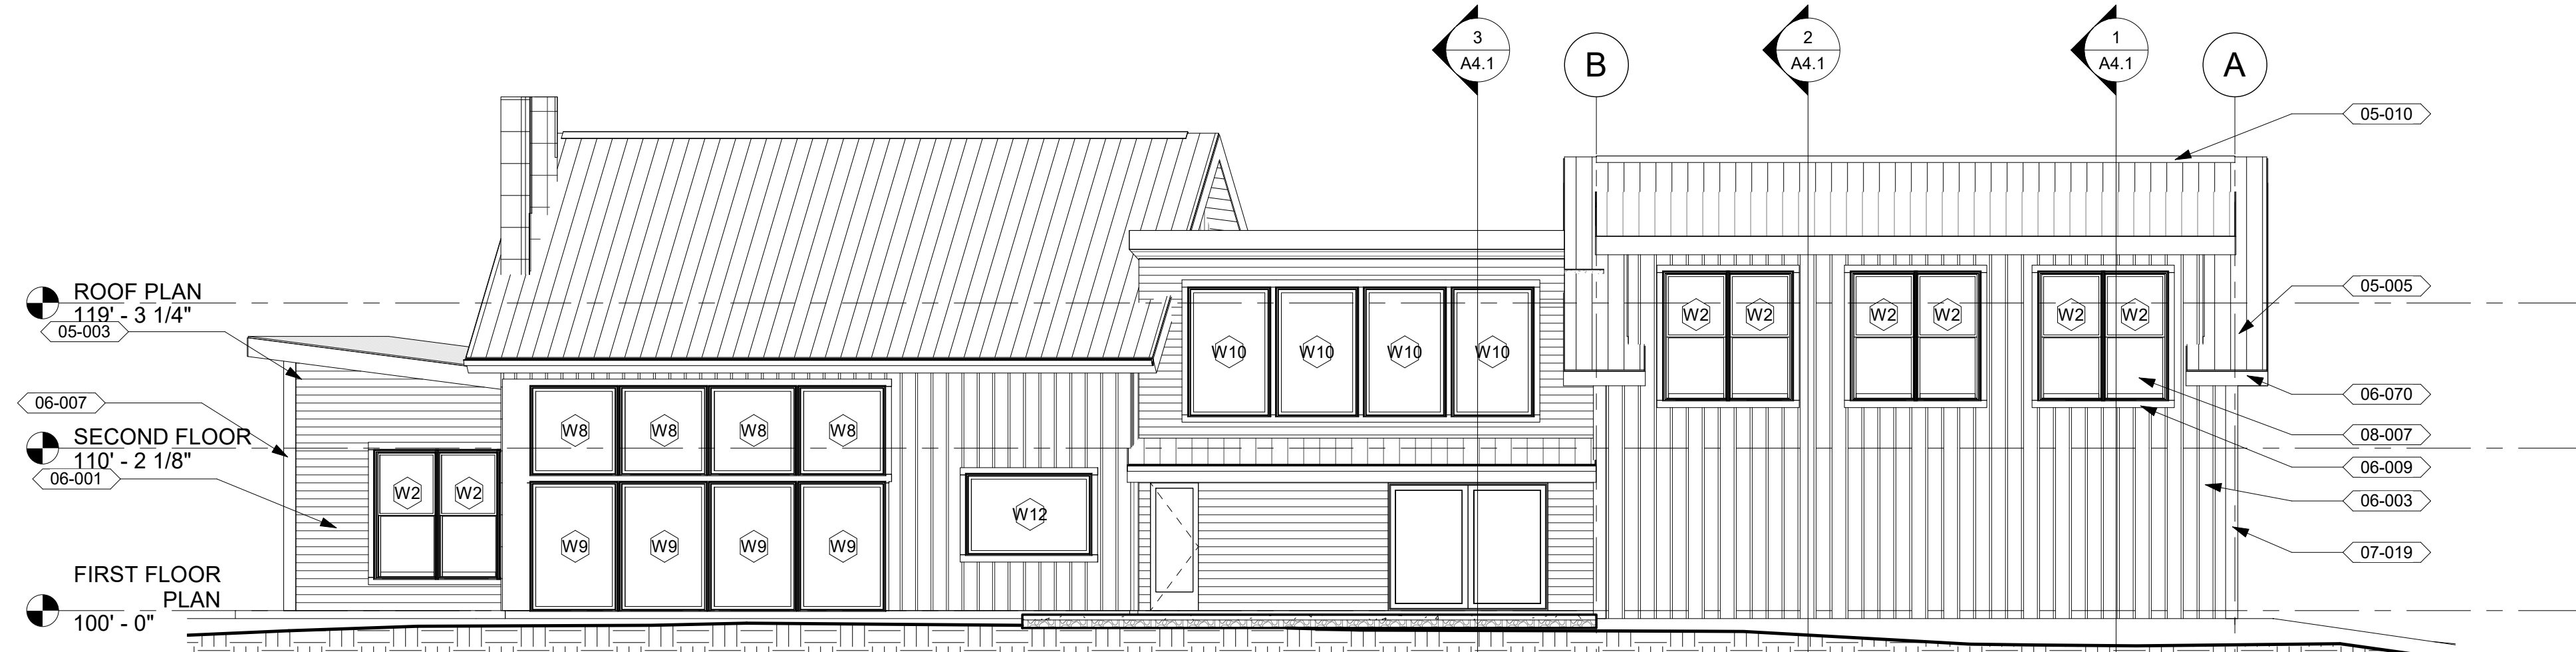 3
A4.1
B
2
A4.1
1
A4.1
A
05-010
ROOF PLAN
119' - 3 1/4"
05-003
05-005
W2 W2 W2 W2 W2 W2
W10 W10 W10 W10
06-007
06-070
SECOND FLOOR
110' - 2 1/8"
06-001
W8 W8 W8 W8
08-007
06-009
W2 W2
06-003
W12
W9 W9 W9 W9
07-019
FIRST FLOOR
PLAN
100' - 0"